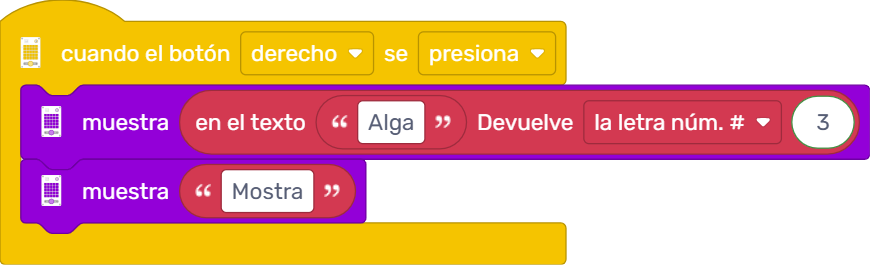 cuando el botón derecho se presiona
muestra en el texto “ Alga ” Devuelve la letra núm. # 3
muestra “ Mostra ”